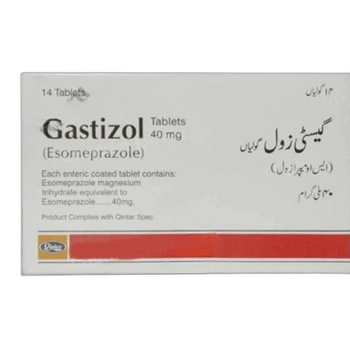 14 Tablets
۱۴ گولیاں
Gastizol Tablets 40 mg
(Esomeprazole)
گیسٹی زول گولیاں
(ایس اومیپرازول)
۴۰ ملی گرام
Each enteric coated tablet contains:
Esomeprazole magnesium
trihydrate equivalent to
Esomeprazole......40mg.
Product Complies with Qintar Spec.
Qintar